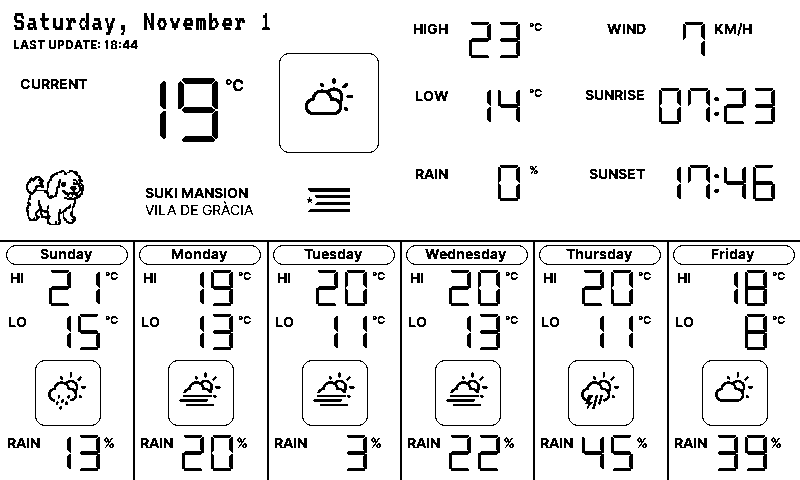 Saturday, November 1
LAST UPDATE: 18:44
CURRENT 19 °C
SUKI MANSION
VILA DE GRÀCIA
HIGH 23 °C
LOW 14 °C
RAIN 0 %
WIND 7 KM/H
SUNRISE 07:23
SUNSET 17:46
Sunday
HI 21 °C
LO 15 °C
RAIN 13 %
Monday
HI 19 °C
LO 13 °C
RAIN 20 %
Tuesday
HI 20 °C
LO 11 °C
RAIN 3 %
Wednesday
HI 20 °C
LO 13 °C
RAIN 22 %
Thursday
HI 20 °C
LO 11 °C
RAIN 45 %
Friday
HI 18 °C
LO 8 °C
RAIN 39 %